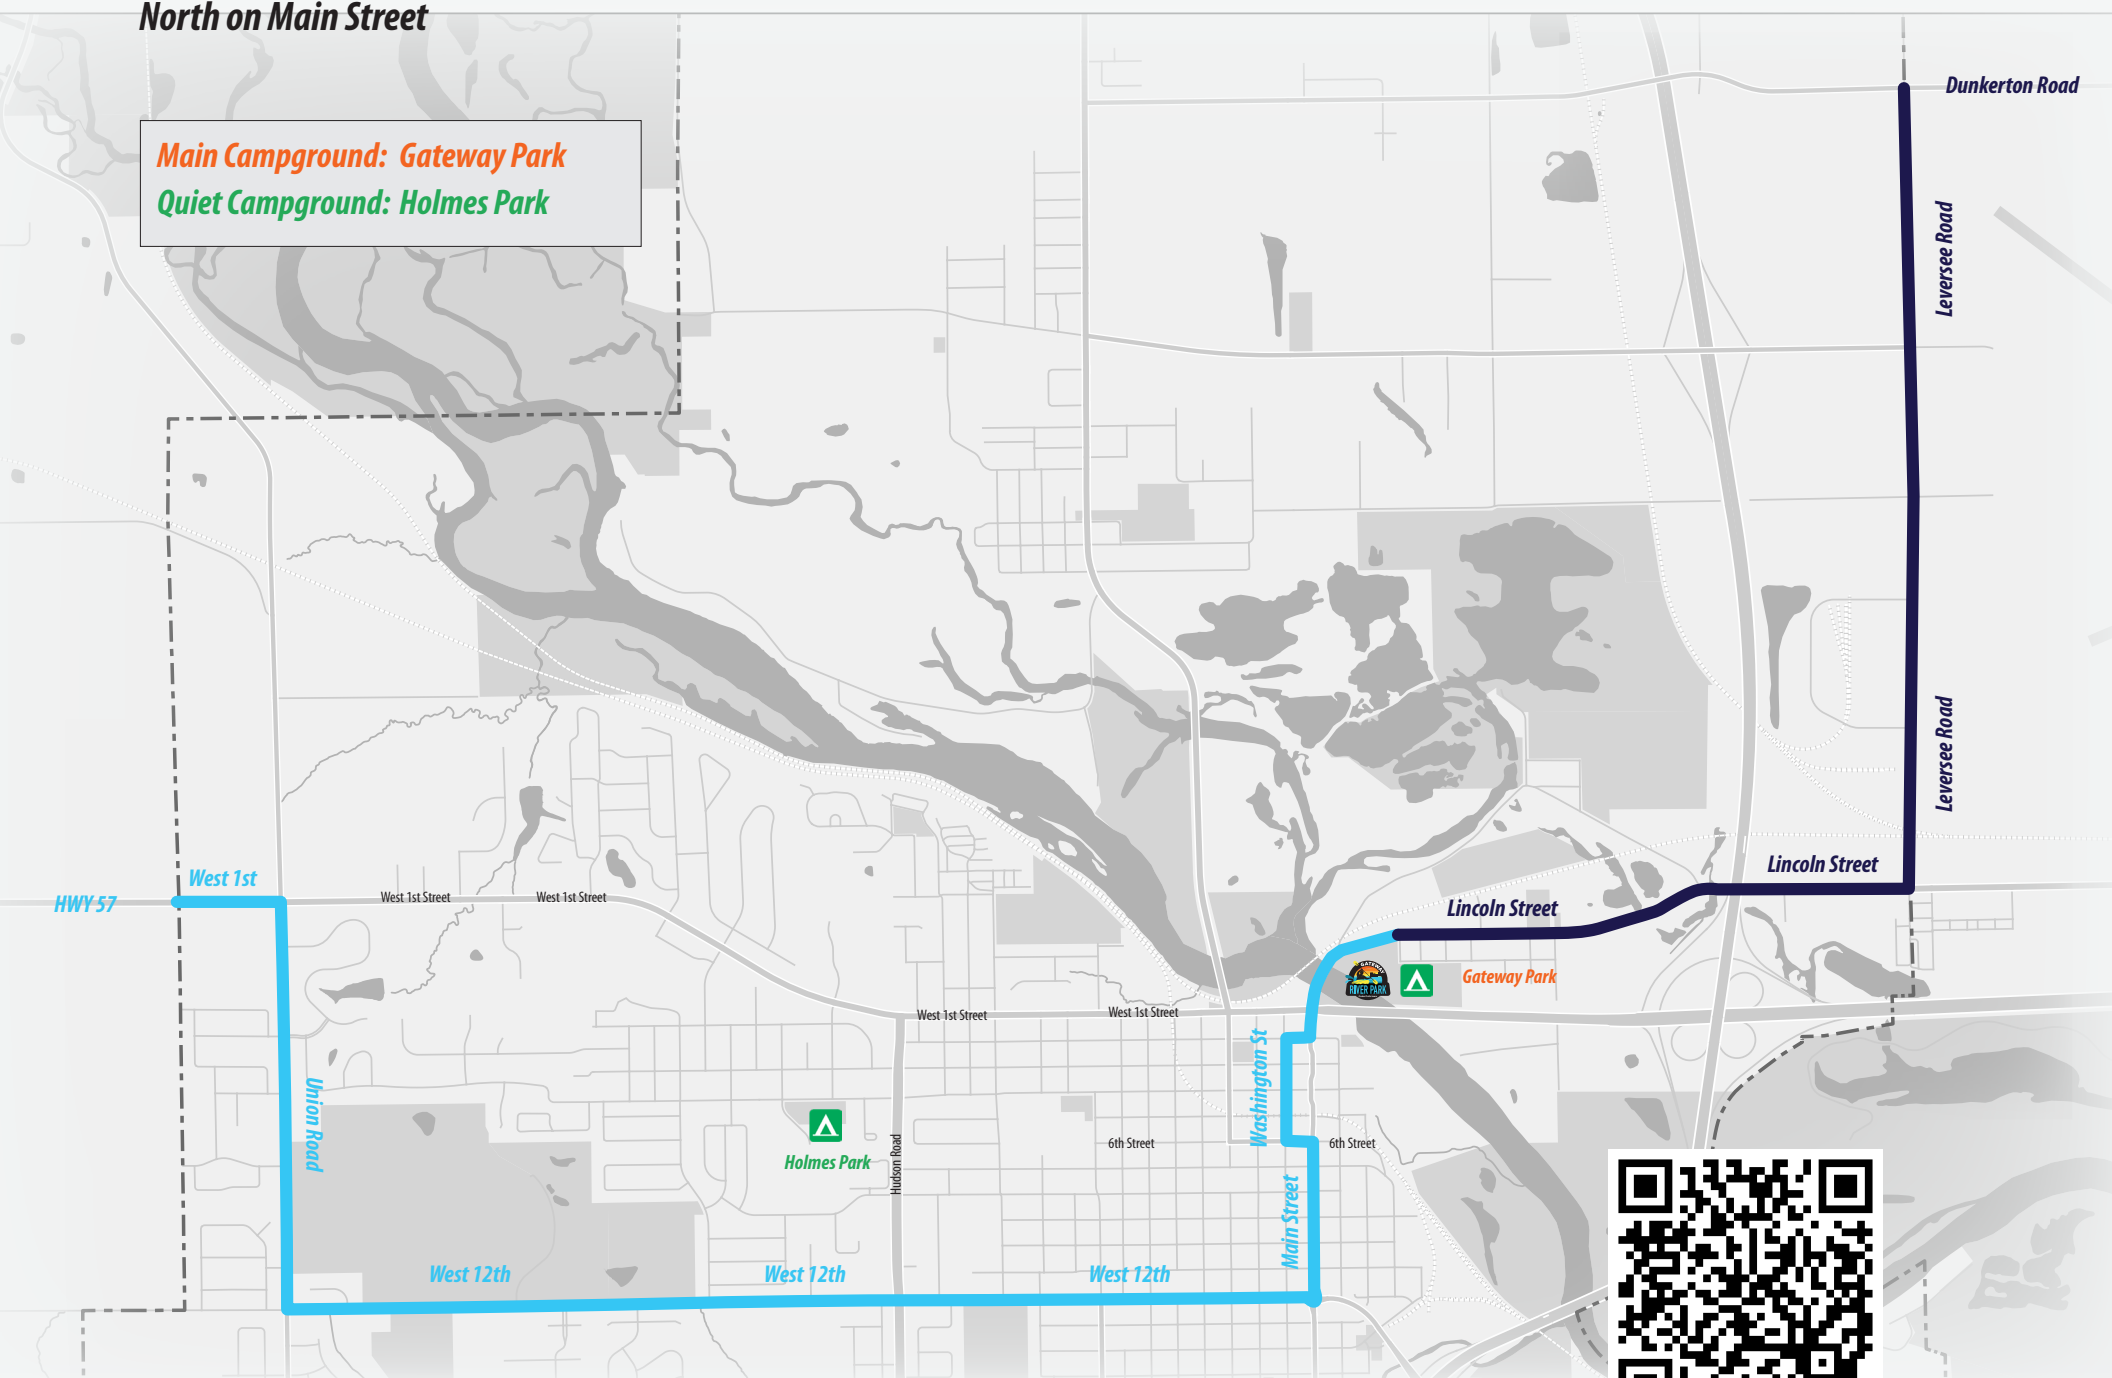 North on Main Street
Dunkerton Road
Main Campground: Gateway Park
Quiet Campground: Holmes Park
Leversee Road
Leversee Road
Lincoln Street
West 1st
HWY 57
West 1st Street
West 1st Street
Lincoln Street
GATEWAY
RIVER PARK
Gateway Park
West 1st Street
West 1st Street
Washington St
Union Road
6th Street
6th Street
Holmes Park
Hudson Road
Main Street
West 12th
West 12th
West 12th